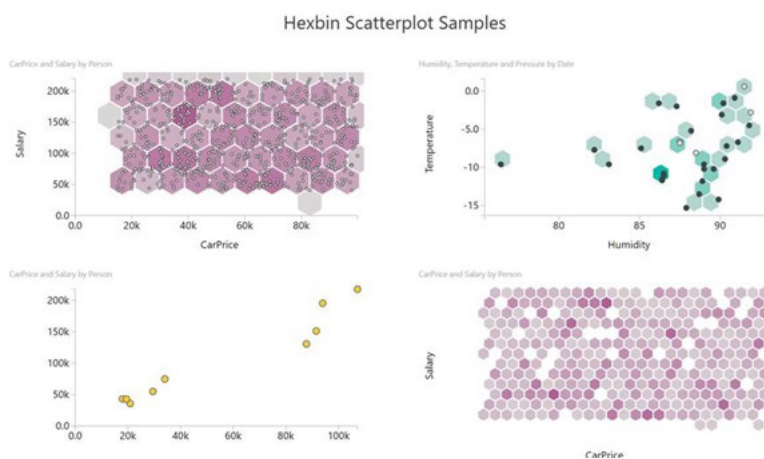 Hexbin Scatterplot Samples
CarPrice and Salary by Person
200k
150k
100k
50k
0.0
Salary
0.0
20k
40k
60k
80k
100k
CarPrice
Humidity, Temperature and Pressure by Date
0.0
-5.0
-10
-15
Temperature
80
85
90
Humidity
CarPrice and Salary by Person
200k
150k
100k
50k
0.0
0.0
20k
40k
60k
80k
100k
CarPrice and Salary by Person
Salary
CarPrice